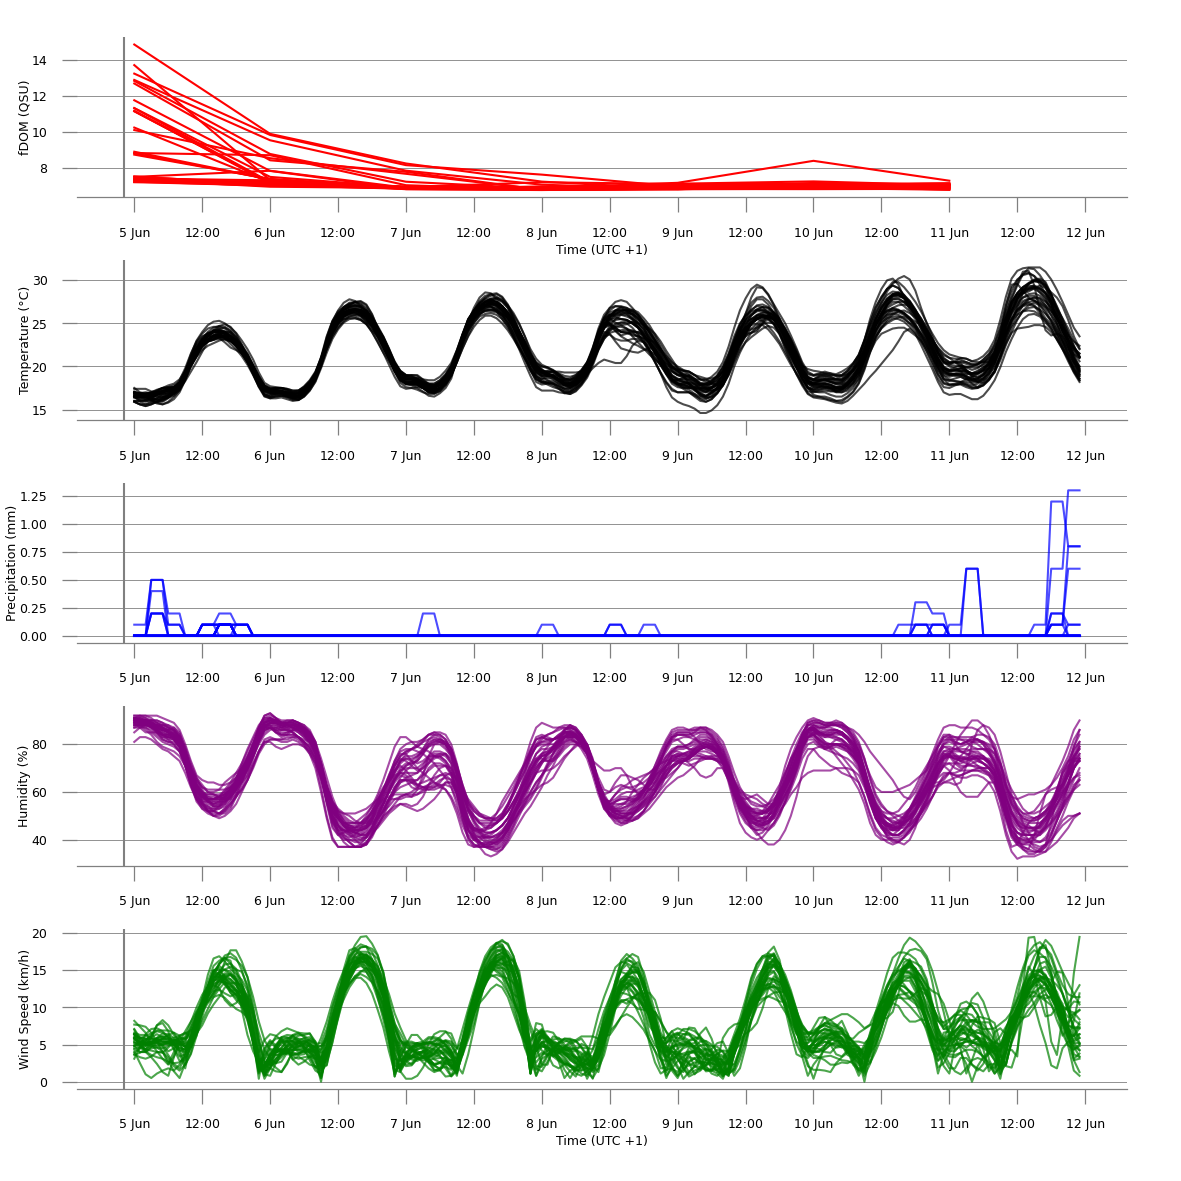 fDOM (QSU)
14
12
10
8
5 Jun 12:00 6 Jun 12:00 7 Jun 12:00 8 Jun 12:00 9 Jun 12:00 10 Jun 12:00 11 Jun 12:00 12 Jun
Time (UTC +1)
Temperature (°C)
30
25
20
15
5 Jun 12:00 6 Jun 12:00 7 Jun 12:00 8 Jun 12:00 9 Jun 12:00 10 Jun 12:00 11 Jun 12:00 12 Jun
Precipitation (mm)
1.25
1.00
0.75
0.50
0.25
0.00
5 Jun 12:00 6 Jun 12:00 7 Jun 12:00 8 Jun 12:00 9 Jun 12:00 10 Jun 12:00 11 Jun 12:00 12 Jun
Humidity (%)
80
60
40
5 Jun 12:00 6 Jun 12:00 7 Jun 12:00 8 Jun 12:00 9 Jun 12:00 10 Jun 12:00 11 Jun 12:00 12 Jun
Wind Speed (km/h)
20
15
10
5
0
5 Jun 12:00 6 Jun 12:00 7 Jun 12:00 8 Jun 12:00 9 Jun 12:00 10 Jun 12:00 11 Jun 12:00 12 Jun
Time (UTC +1)